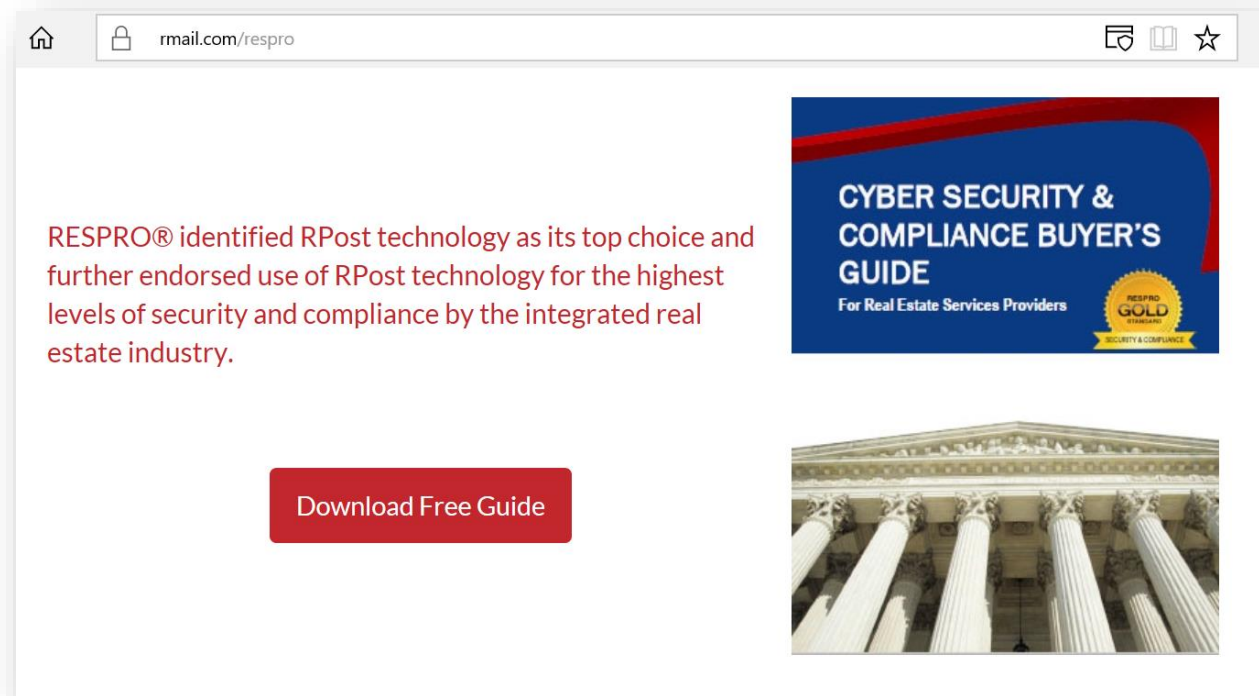 rmail.com/respro
RESPRO® identified RPost technology as its top choice and
further endorsed use of RPost technology for the highest
levels of security and compliance by the integrated real
estate industry.
Download Free Guide
CYBER SECURITY &
COMPLIANCE BUYER'S
GUIDE
For Real Estate Services Providers
RESPRO
GOLD
STANDARD
SECURITY & COMPLIANCE